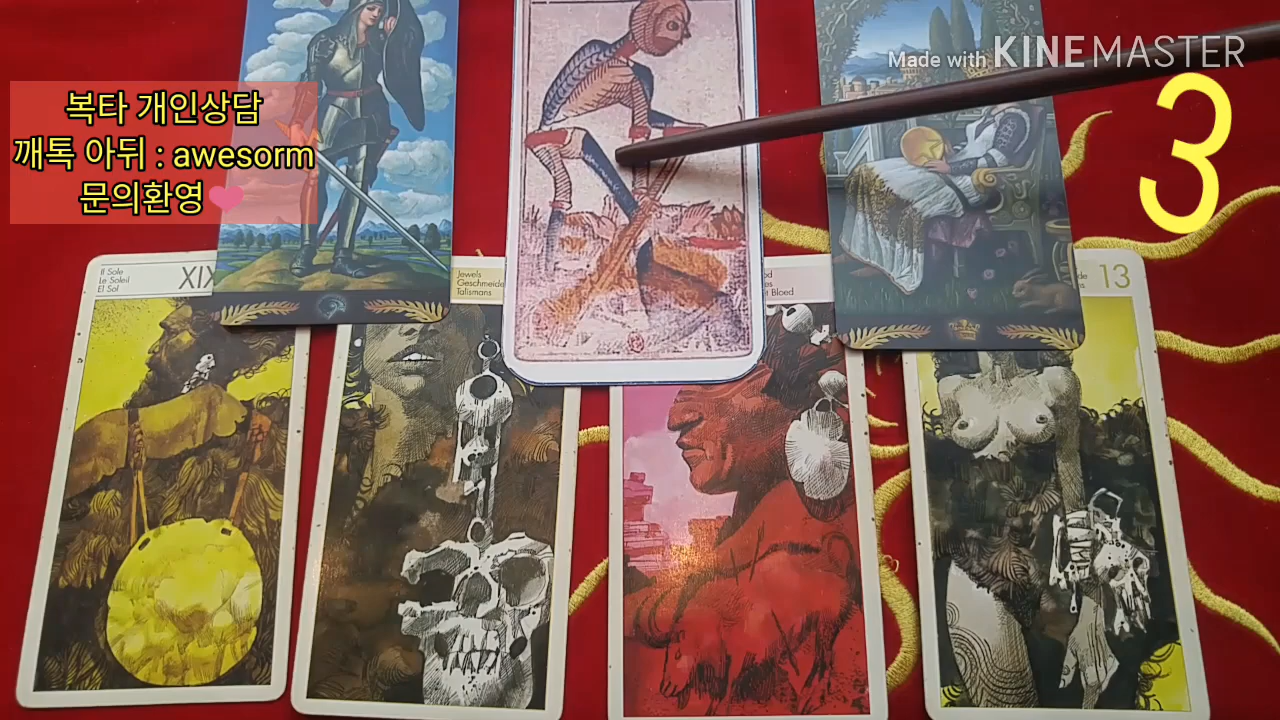 Made with KINEMASTER
3
복타 개인상담
깨톡 아뒤 : awesorm
문의환영
Il Sole
Le Soleil
El Sol
XIX
Jewels
Geschmeide
Talismans
Blood
13